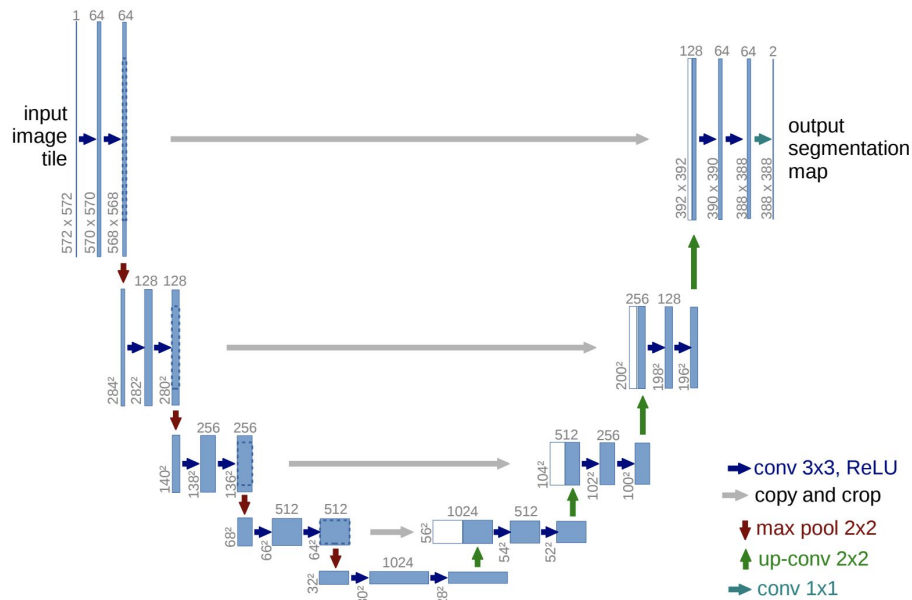 1 64 64
128 64 64 2
input
image
tile
output
segmentation
map
572 x 572
570 x 570
568 x 568
392 x 392
390 x 390
388 x 388
388 x 388
128 128
256 128
284²
282²
280²
200²
198²
196²
256 256
512 256
140²
138²
136²
104²
102²
100²
512 512
1024 512
68²
66²
64²
56²
54²
52²
1024
32²
conv 3x3, ReLU
copy and crop
max pool 2x2
up-conv 2x2
conv 1x1